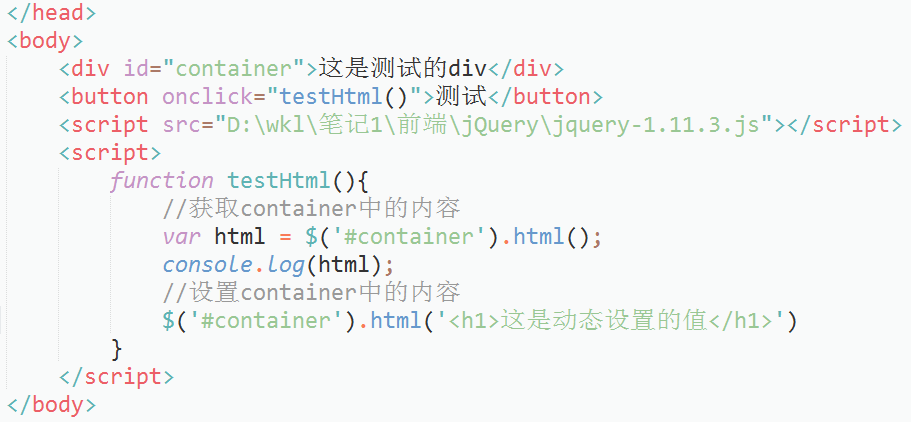 </head>
<body>
    <div id="container">这是测试的div</div>
    <button onclick="testHtml()">测试</button>
    <script src="D:\wkl\笔记1\前端\jQuery\jquery-1.11.3.js"></script>
    <script>
        function testHtml(){
            //获取container中的内容
            var html = $('#container').html();
            console.log(html);
            //设置container中的内容
            $('#container').html('<h1>这是动态设置的值</h1>')
        }
    </script>
</body>